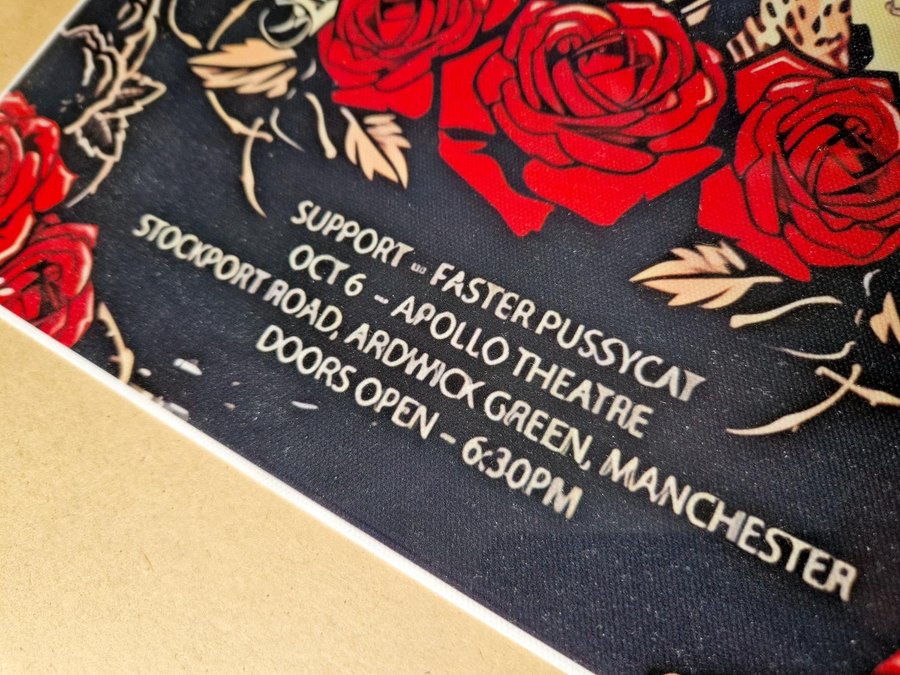 SUPPORT - FASTER PUSSYCAT
OCT 6 - APOLLO THEATRE
STOCKPORT ROAD, ARDWICK GREEN, MANCHESTER
DOORS OPEN - 6:30PM